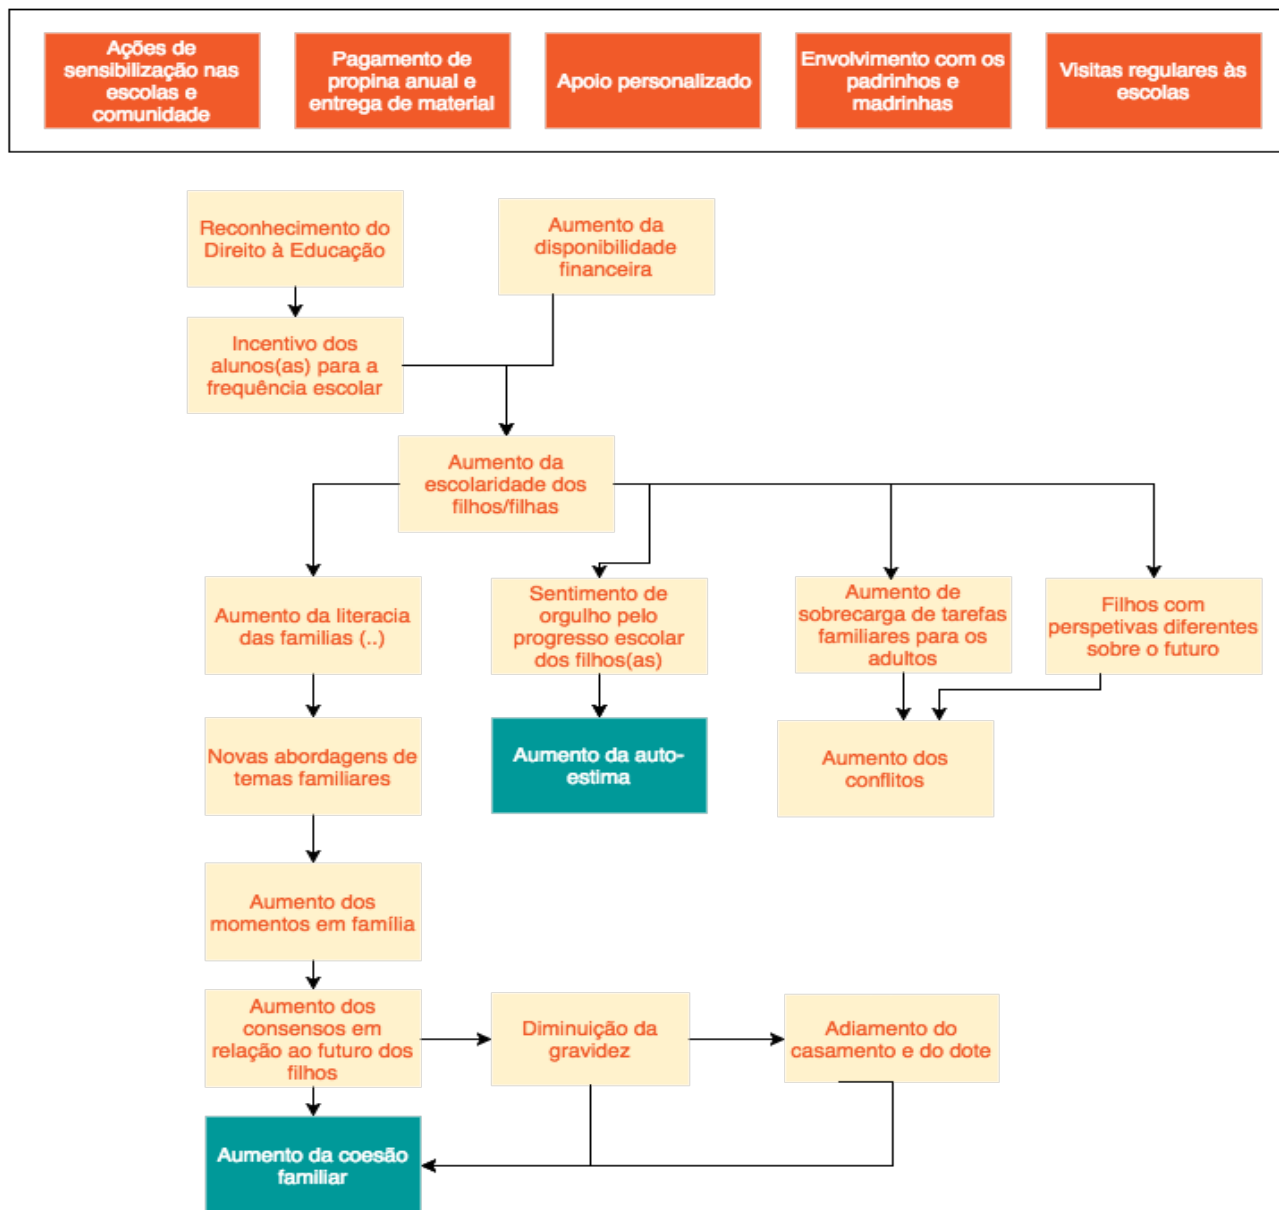 Ações de
sensibilização nas
escolas e
comunidade
Pagamento de
propina anual e
entrega de material
Apoio personalizado
Envolvimento com os
padrinhos e
madrinhas
Visitas regulares às
escolas
Reconhecimento do
Direito à Educação
Aumento da
disponibilidade
financeira
Incentivo dos
alunos(as) para a
frequência escolar
Aumento da
escolaridade dos
filhos/filhas
Aumento da literacia
das familias (..)
Sentimento de
orgulho pelo
progresso escolar
dos filhos(as)
Aumento de
sobrecarga de tarefas
familiares para os
adultos
Filhos com
perspetivas diferentes
sobre o futuro
Novas abordagens de
temas familiares
Aumento da auto-
estima
Aumento dos
conflitos
Aumento dos
momentos em família
Aumento dos
consensos em
relação ao futuro dos
filhos
Diminuição da
gravidez
Adiamento do
casamento e do dote
Aumento da coesão
familiar